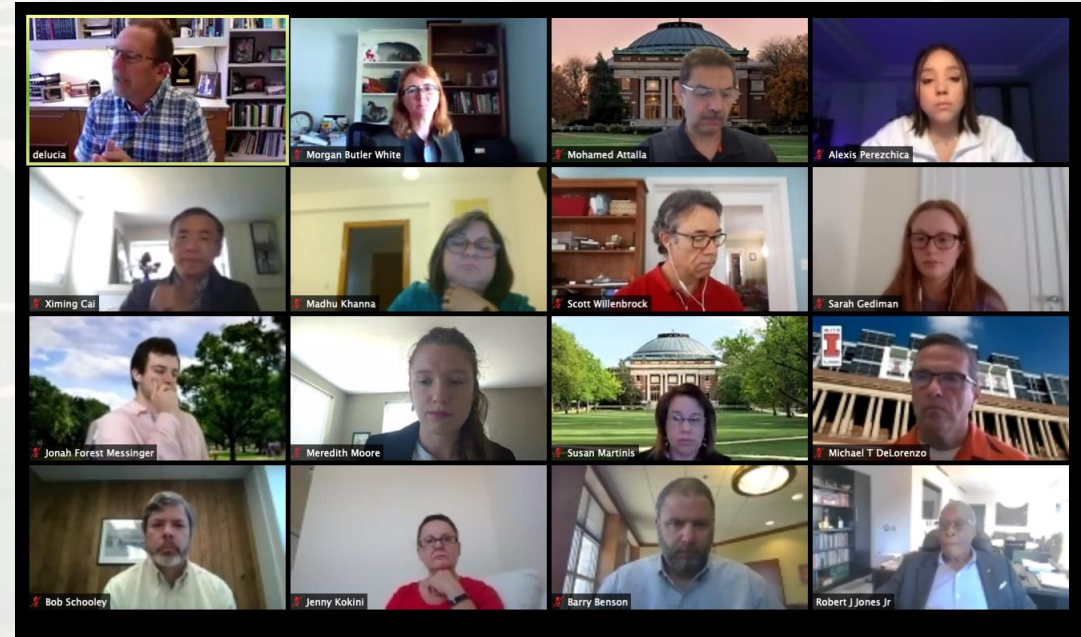 delucia
Morgan Butler White
Mohamed Attalla
Alexis Perezchica
Ximing Cai
Madhu Khanna
Scott Willenbrock
Sarah Gediman
Jonah Forest Messinger
Meredith Moore
Susan Martinis
I
Michael T DeLorenzo
Bob Schooley
Jenny Kokini
Barry Benson
Robert J Jones Jr